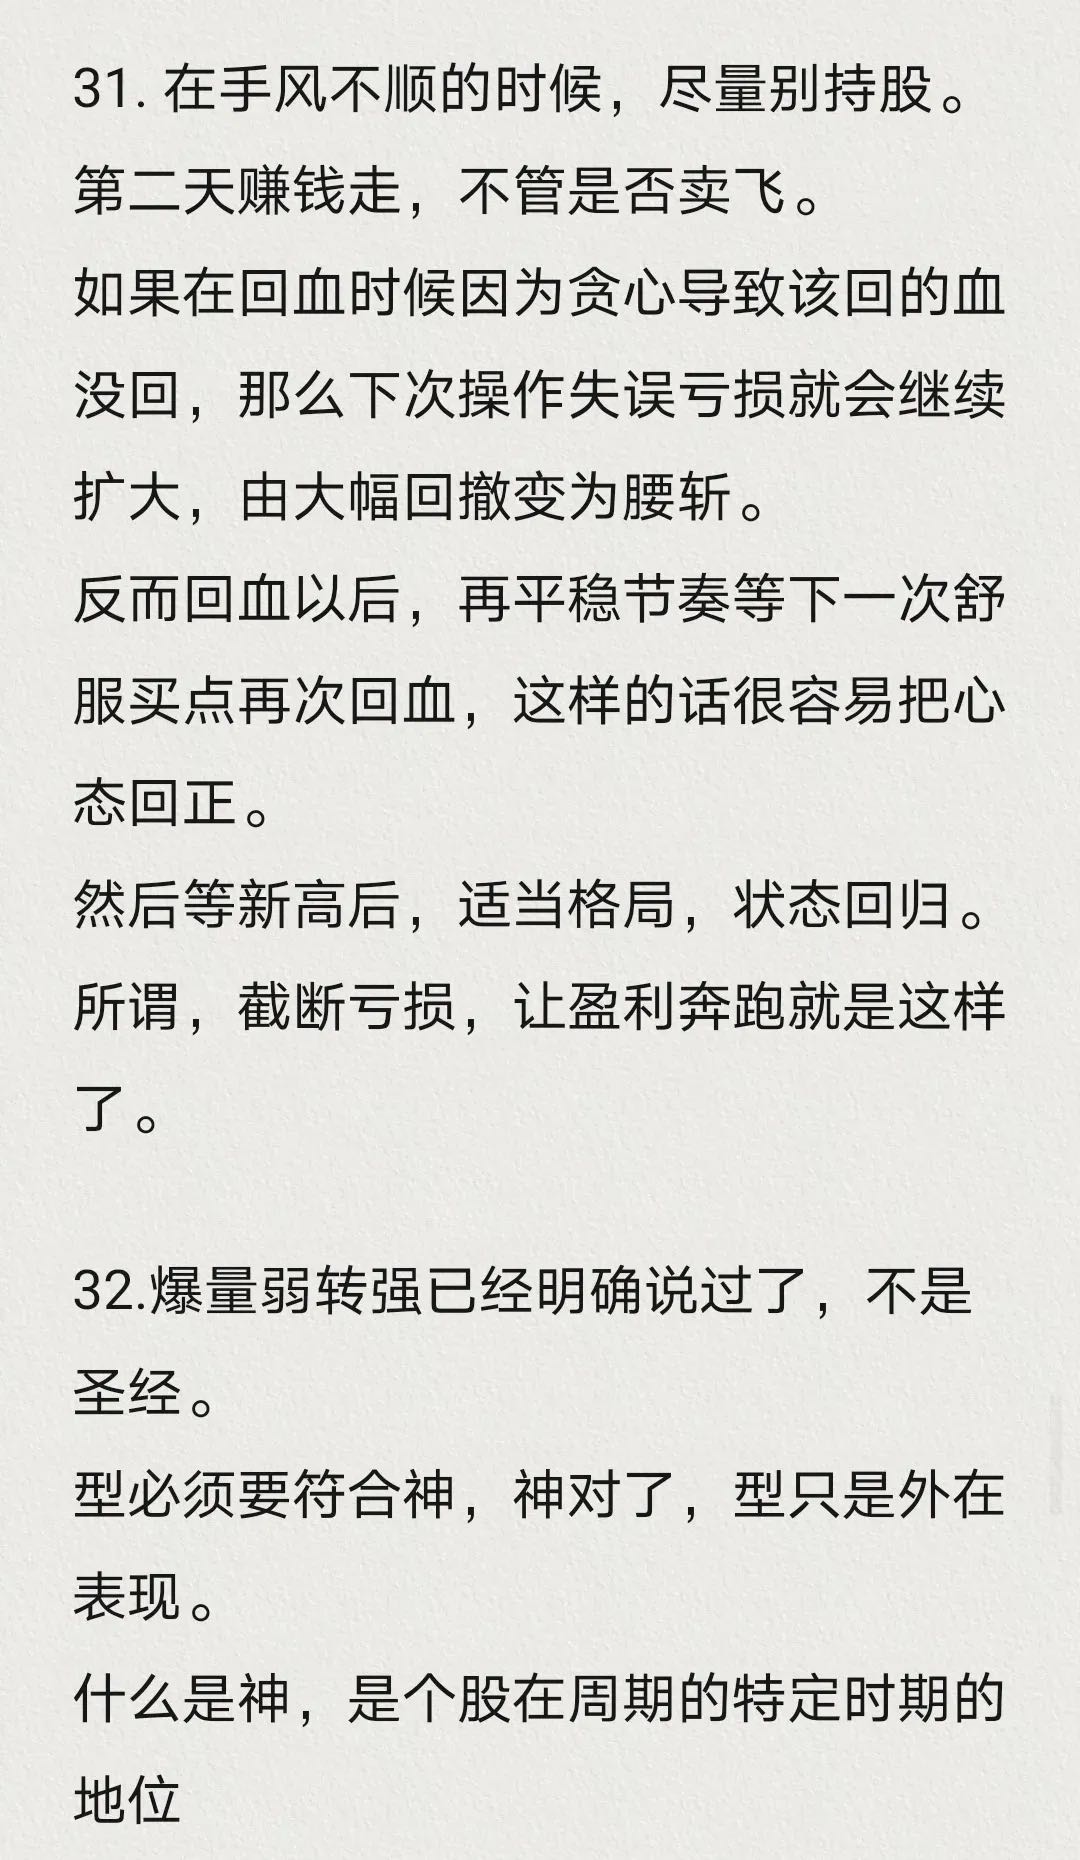 31. 在手风不顺的时候，尽量别持股。
第二天赚钱走，不管是否卖飞。
如果在回血时候因为贪心导致该回的血
没回，那么下次操作失误亏损就会继续
扩大，由大幅回撤变为腰斩。
反而回血以后，再平稳节奏等下一次舒
服买点再次回血，这样的话很容易把心
态回正。
然后等新高后，适当格局，状态回归。
所谓，截断亏损，让盈利奔跑就是这样
了。
32.爆量弱转强已经明确说过了，不是
圣经。
型必须要符合神，神对了，型只是外在
表现。
什么是神，是个股在周期的特定时期的
地位